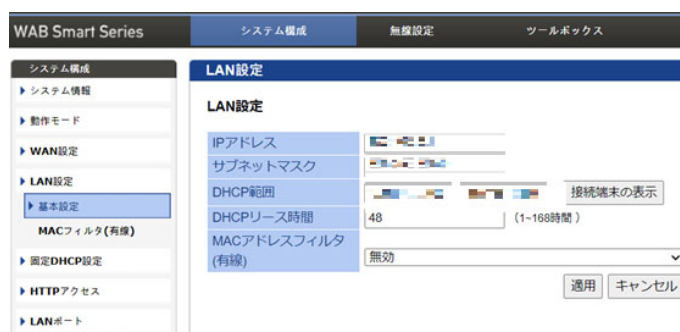 WAB Smart Series
システム構成 無線設定 ツールボックス
システム構成
システム情報
動作モード
WAN設定
LAN設定
基本設定
MACフィルタ(有線)
固定DHCP設定
HTTPアクセス
LANポート
LAN設定
LAN設定
IPアドレス
サブネットマスク
DHCP範囲 接続端末の表示
DHCPリース時間 48 (1~168時間 )
MACアドレスフィルタ
(有線) 無効
適用 キャンセル